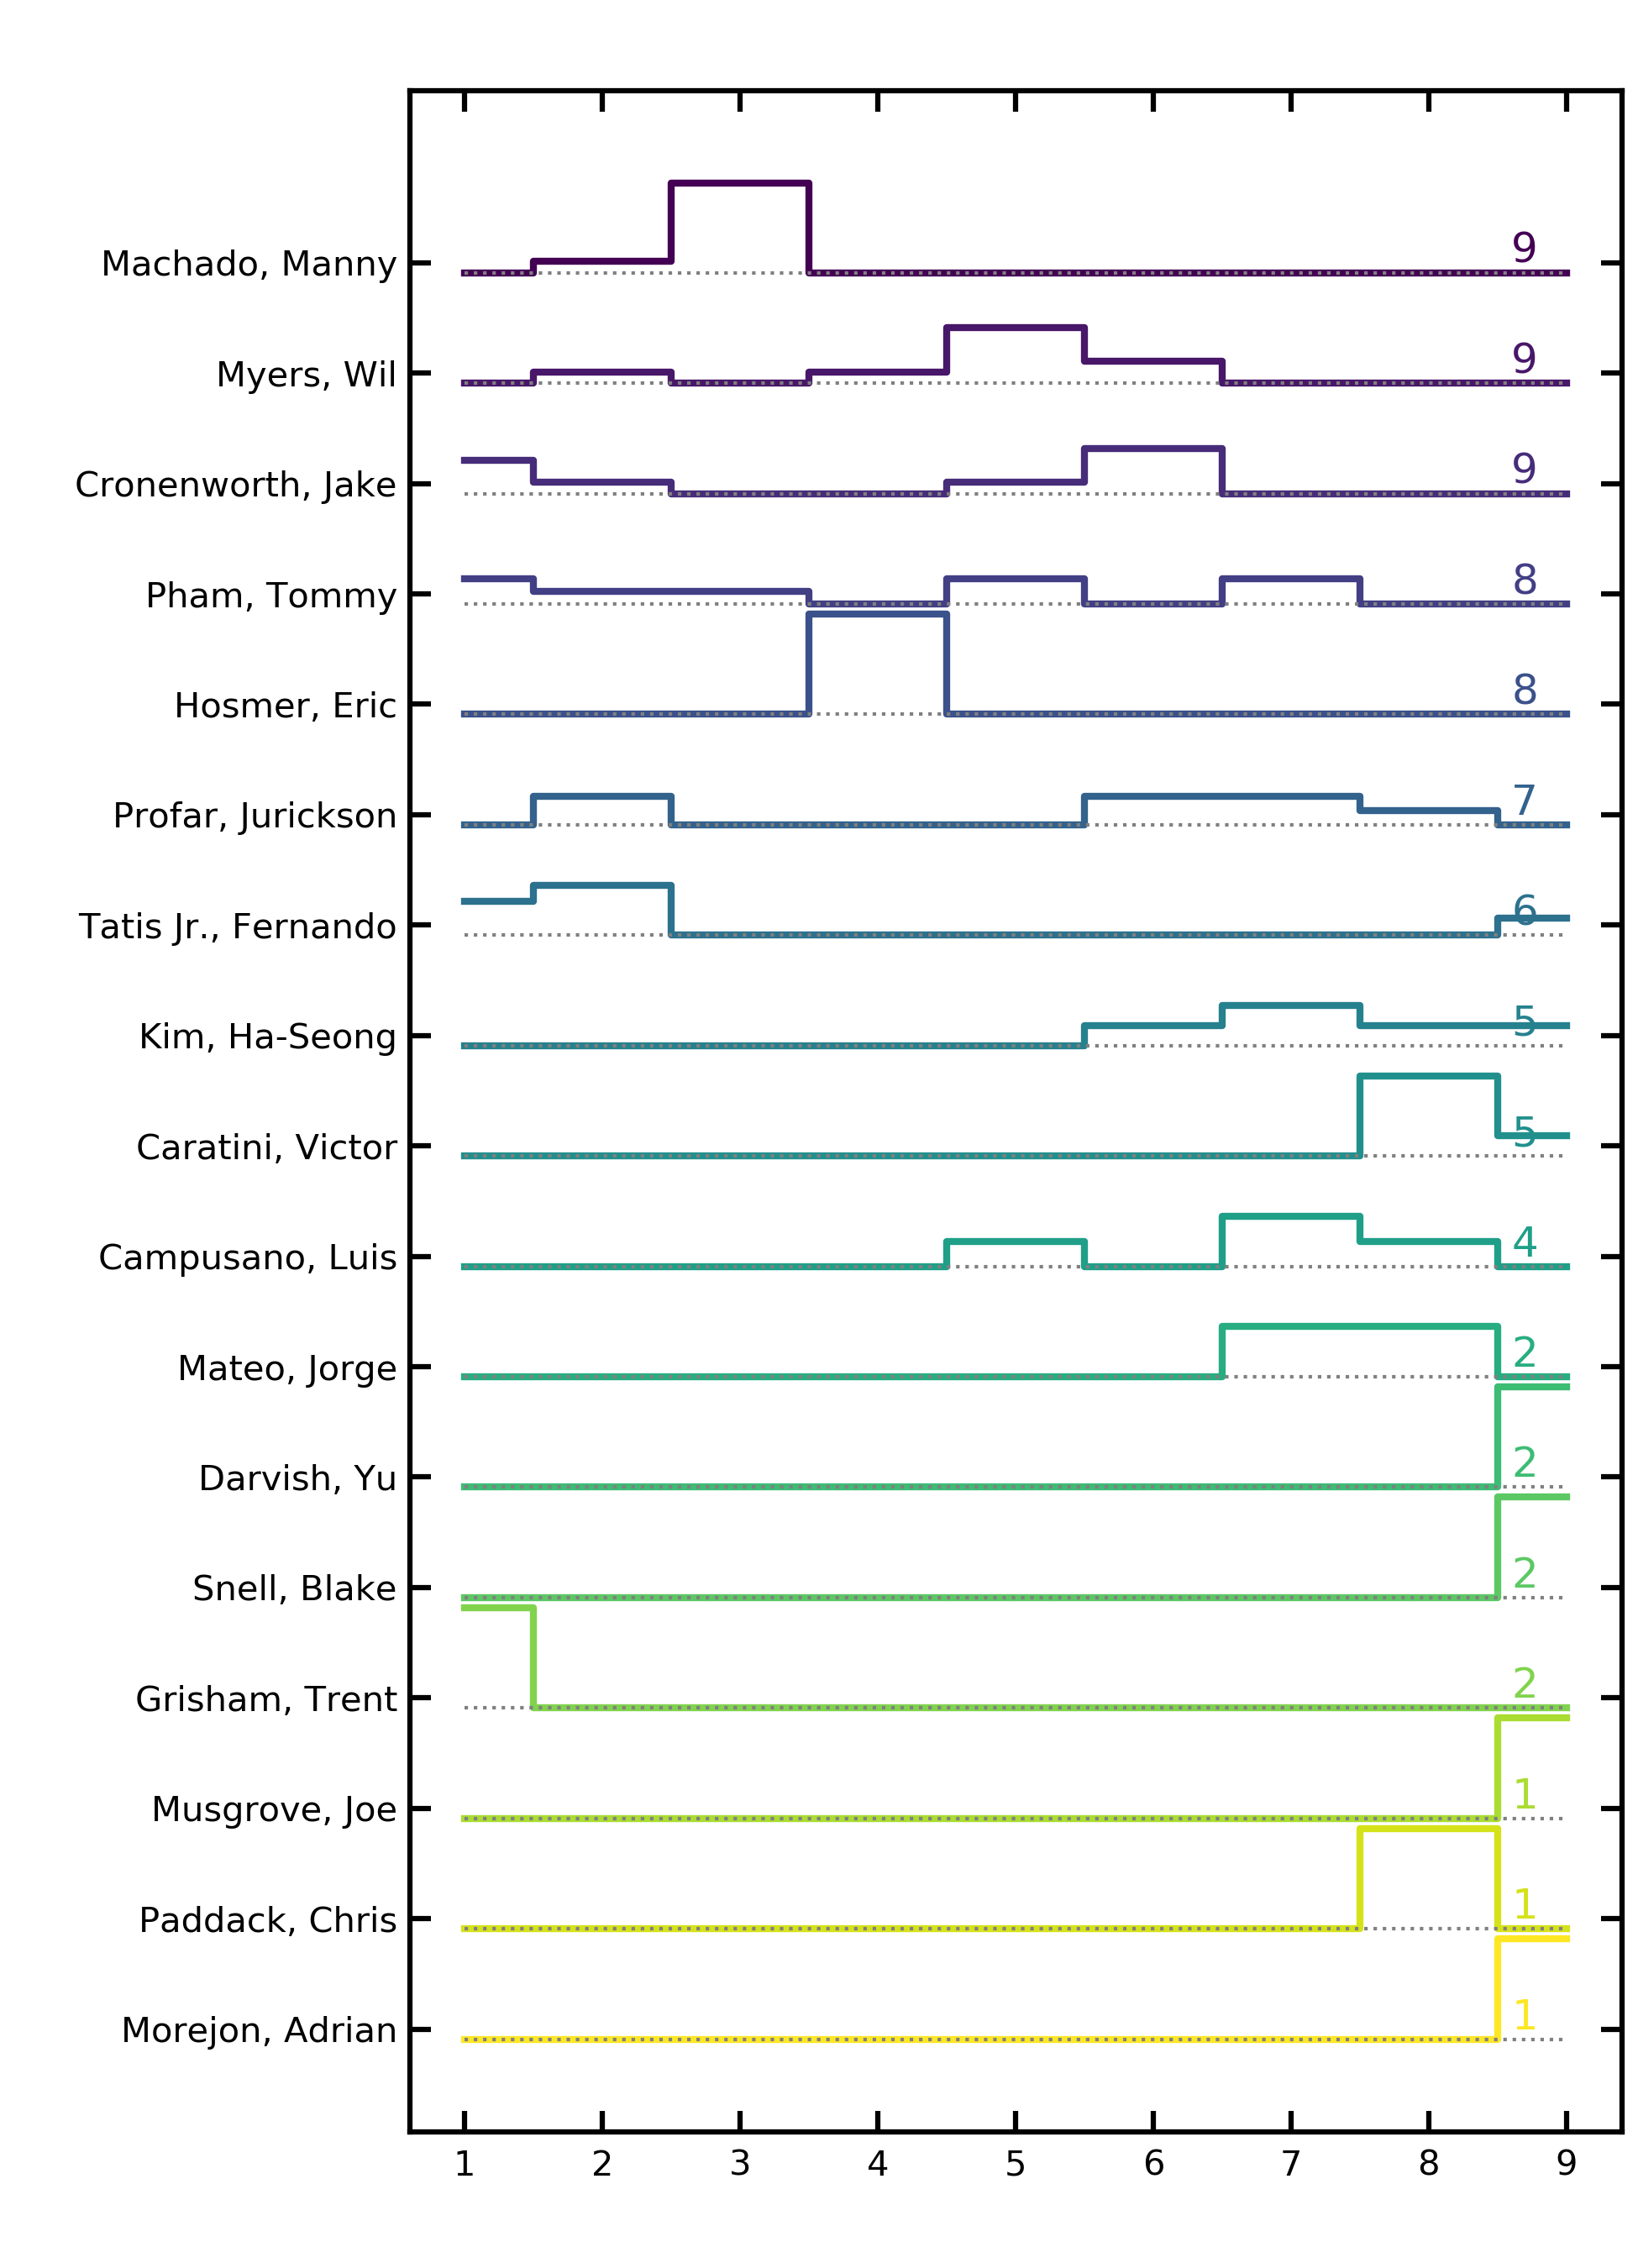 Machado, Manny 9
Myers, Wil 9
Cronenworth, Jake 9
Pham, Tommy 8
Hosmer, Eric 8
Profar, Jurickson 7
Tatis Jr., Fernando 6
Kim, Ha-Seong 5
Caratini, Victor 5
Campusano, Luis 4
Mateo, Jorge 2
Darvish, Yu 2
Snell, Blake 2
Grisham, Trent 2
Musgrove, Joe 1
Paddack, Chris 1
Morejon, Adrian 1
1 2 3 4 5 6 7 8 9